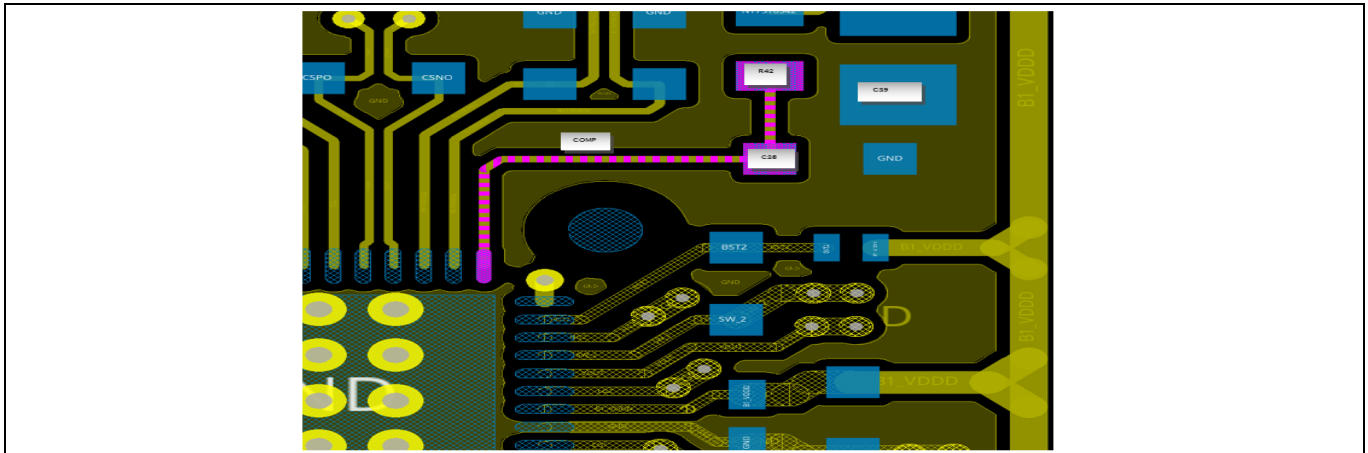 GND
GND
CSPO
CSNO
GND
R42
C39
B1_VDDD
COMP
C28
GND
BST2
B1_VDDD
GND
SW_2
D
B1_VDDD
B1_VDDD
B1_VDDD
ND
GND